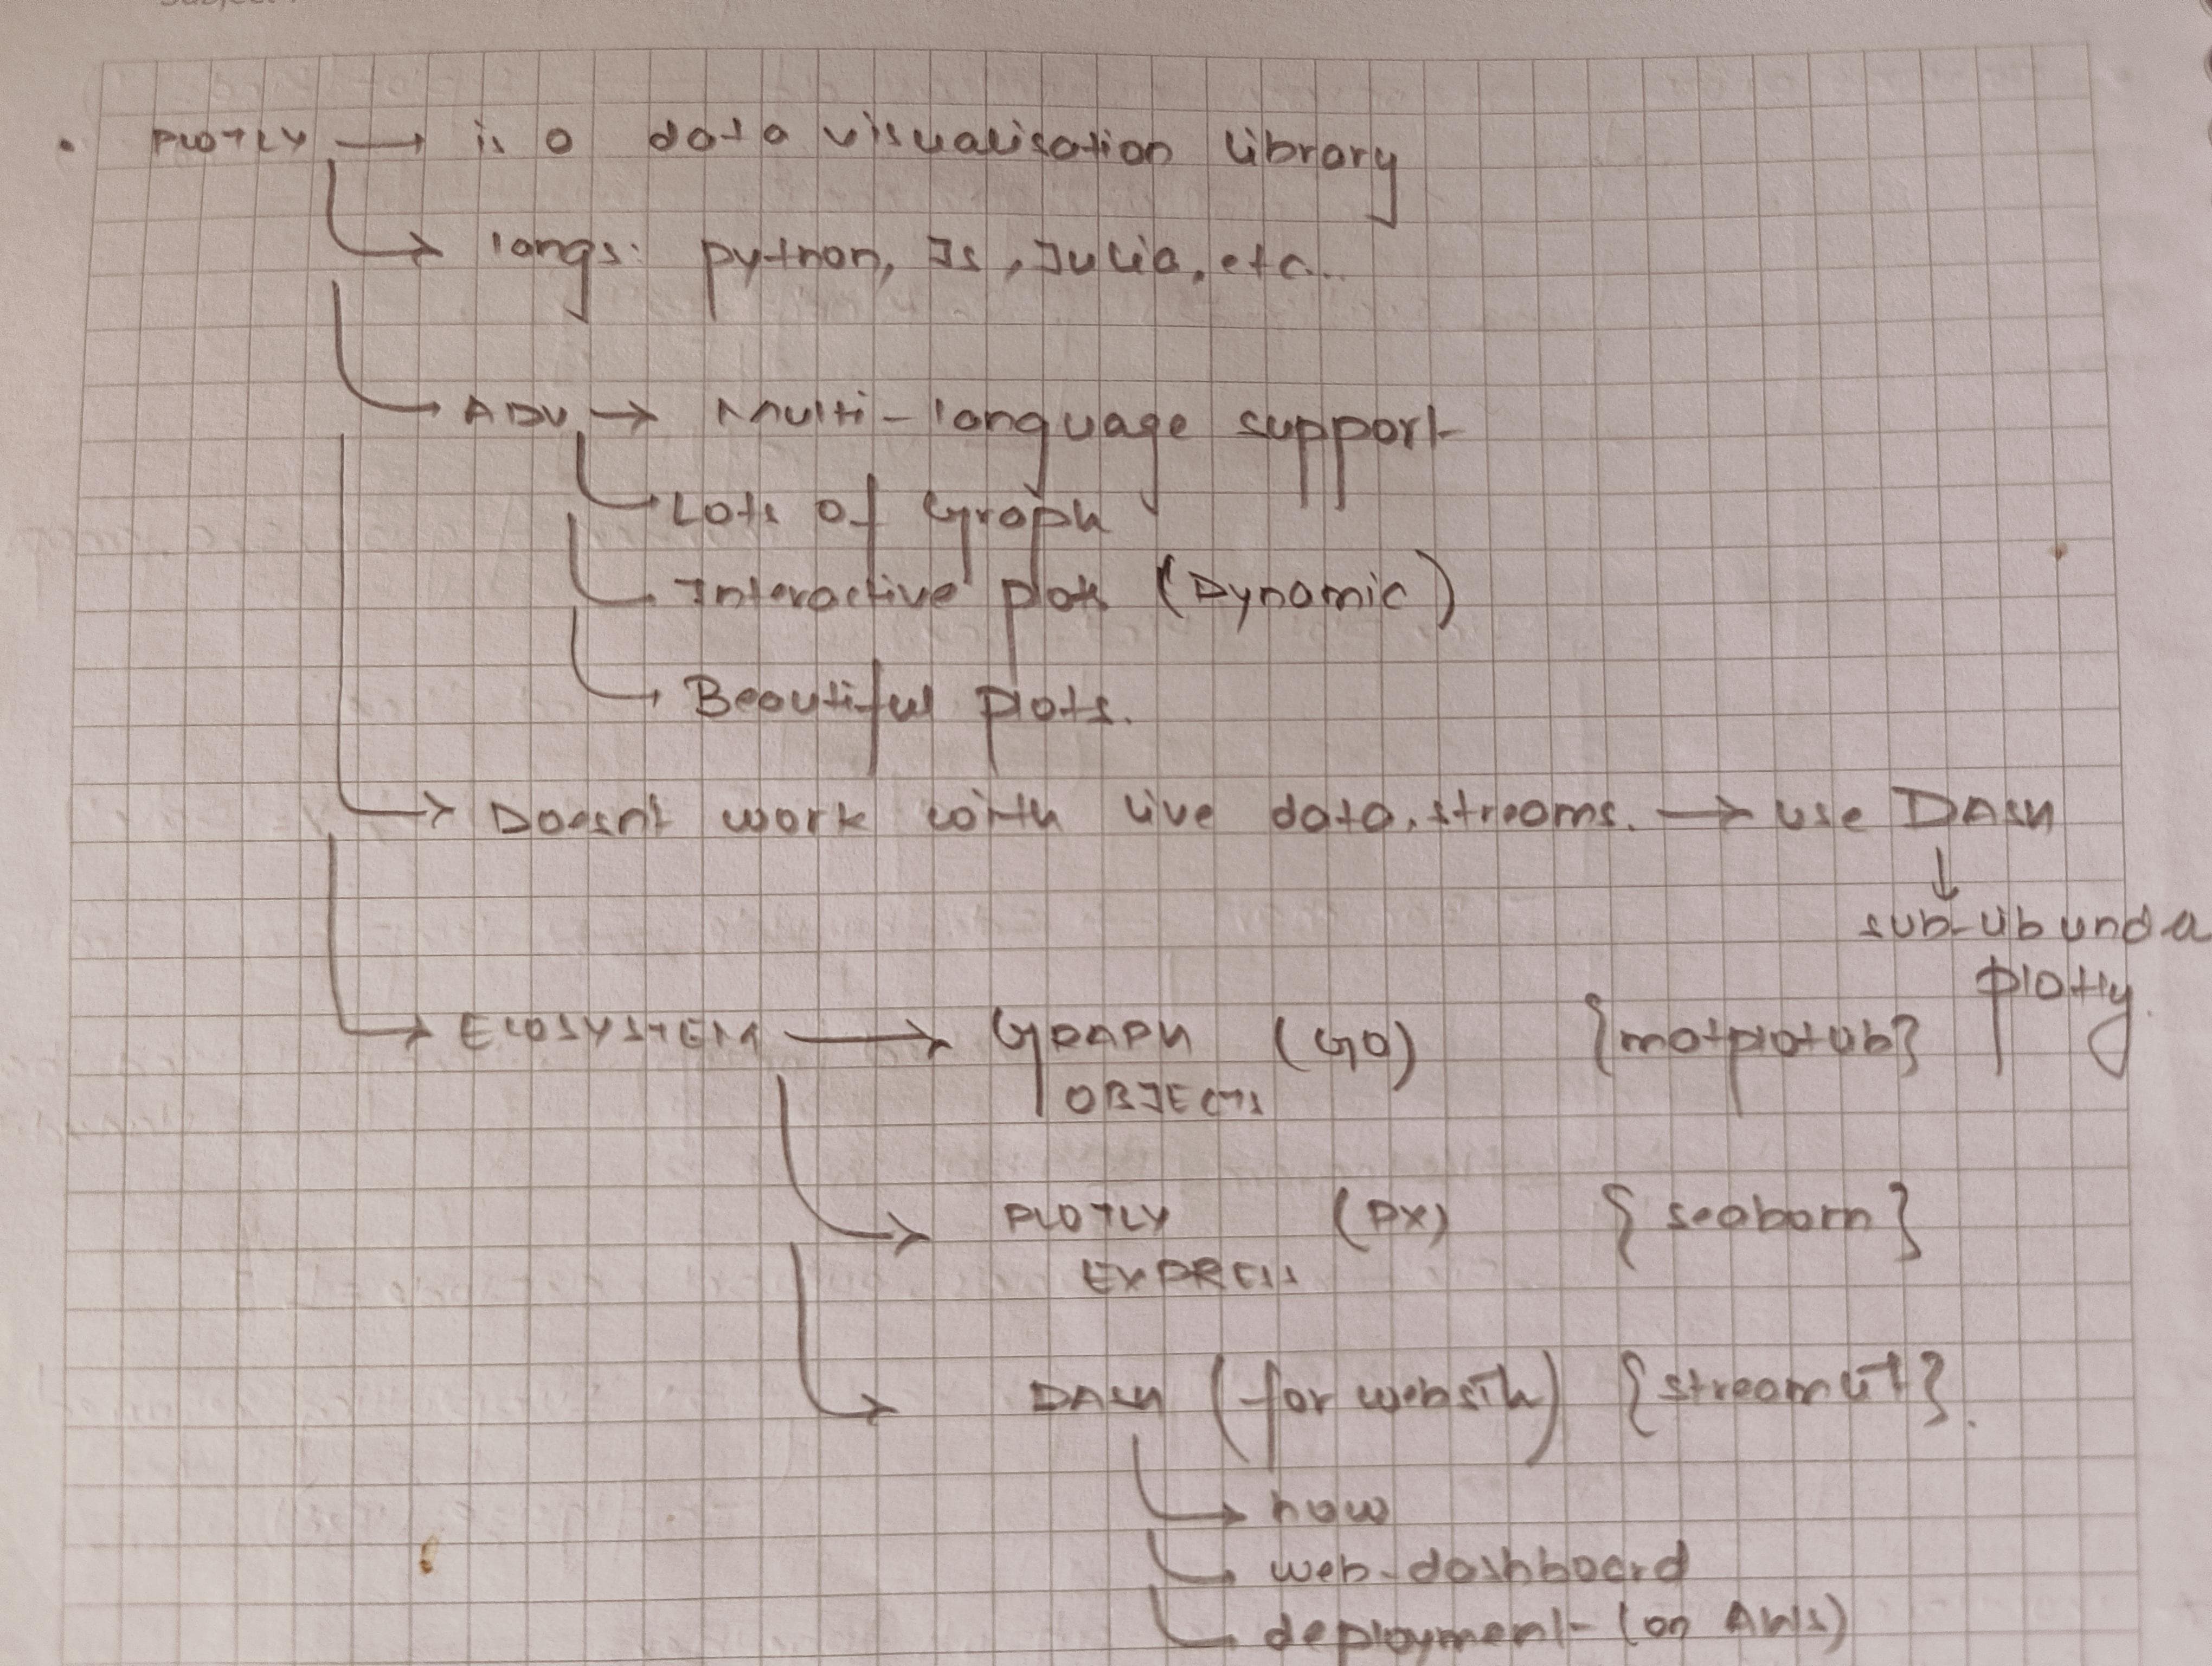 Subject :
• PLOTLY → is a data visualisation library
→ langs: python, Js, Julia, etc..
→ ADV → Multi-language support
Lots of Graph
Interactive plots (Dynamic)
→ Beautiful plots.
→ Doesn't work with live data streams. → use DASH
↓
sub-lib under
plotly.
→ ECOSYSTEM → GRAPH (GO) {matplotlib}
OBJECTS
→ PLOTLY (PX) {seaborn}
EXPRESS
→ DASH (for website) {streamlit}.
→ how
web-dashboard
deployment (on AWS)